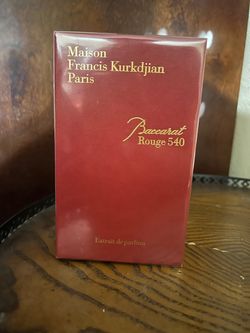 Maison
Francis Kurkdjian
Paris
Baccarat
Rouge 540
Extrait de parfum